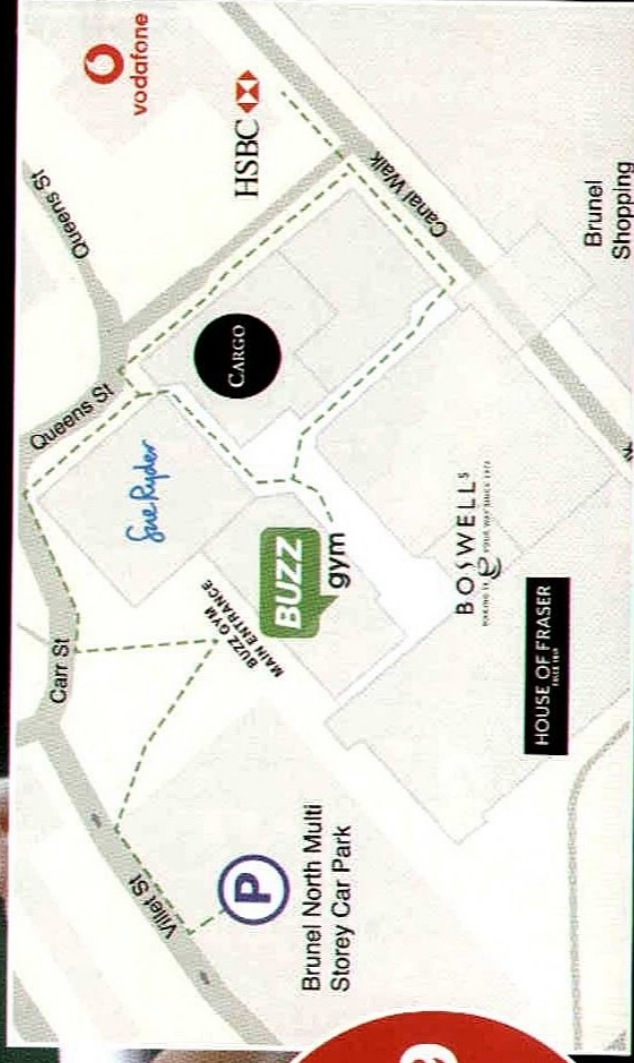 Queens St
vodafone
HSBC
Queens St
Canal Walk
CARGO
Sue Ryder
Carr St
BUZZ
gym
BUZZ GYM
MAIN ENTRANCE
BOSWELLS
HOUSE OF FRASER
Brunel
Shopping
Villet St
P
Brunel North Multi
Storey Car Park
9